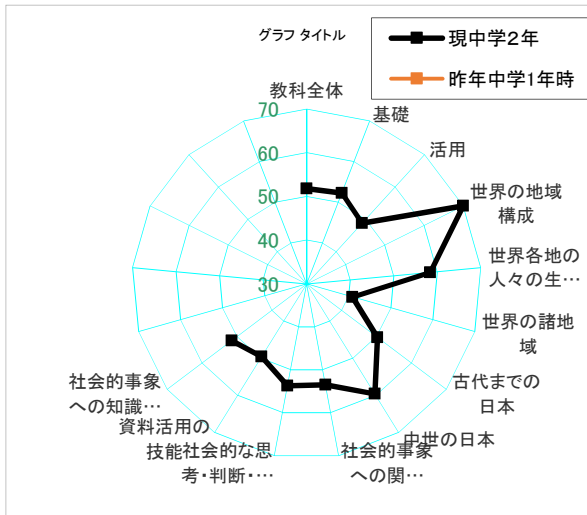 グラフ タイトル
現中学２年
昨年中学1年時
教科全体
基礎
活用
世界の地域
構成
世界各地の
人々の生…
世界の諸地
域
古代までの
日本
中世の日本
社会的事象
への関…
社会的な思
考・判断・…
資料活用の
技能
社会的事象
への知識…
70
60
50
40
30